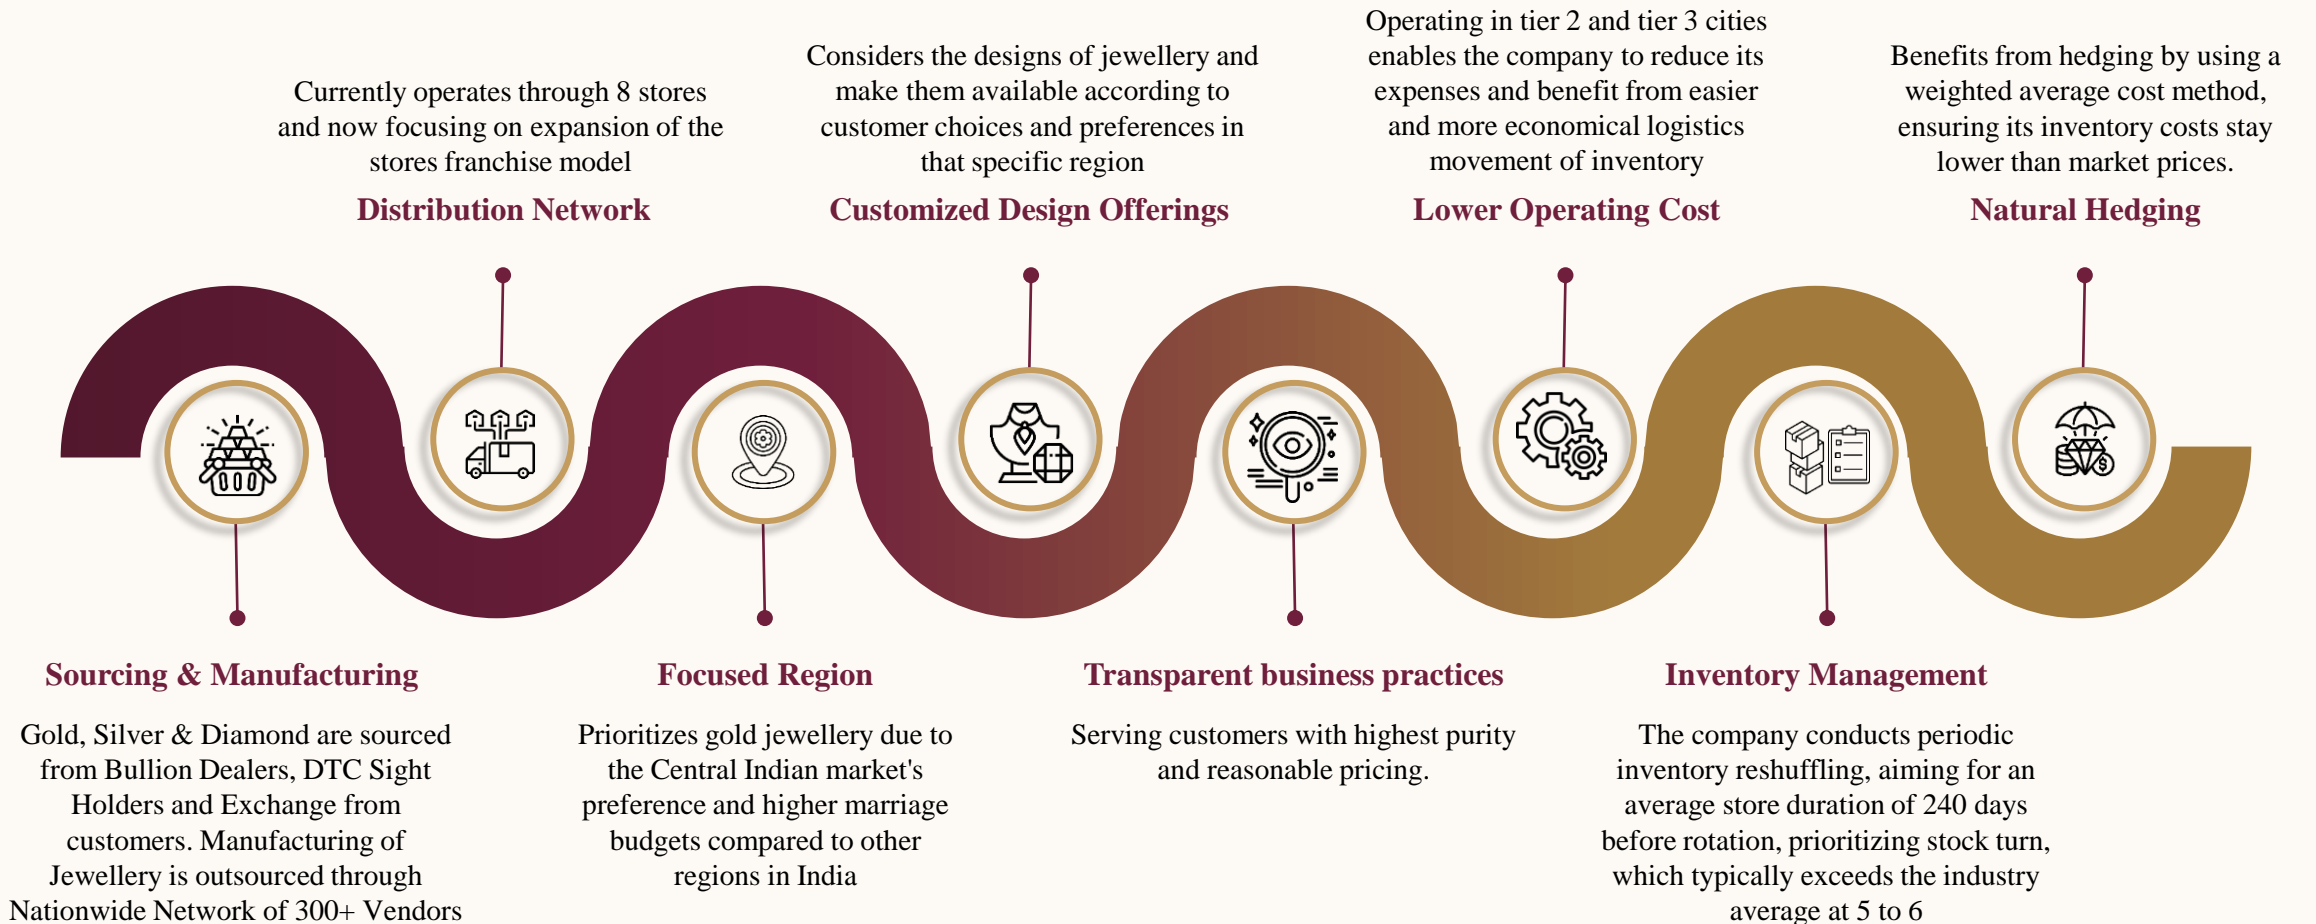 Currently operates through 8 stores
and now focusing on expansion of the
stores franchise model
Distribution Network
Considers the designs of jewellery and
make them available according to
customer choices and preferences in
that specific region
Customized Design Offerings
Operating in tier 2 and tier 3 cities
enables the company to reduce its
expenses and benefit from easier
and more economical logistics
movement of inventory
Lower Operating Cost
Benefits from hedging by using a
weighted average cost method,
ensuring its inventory costs stay
lower than market prices.
Natural Hedging
Sourcing & Manufacturing
Gold, Silver & Diamond are sourced
from Bullion Dealers, DTC Sight
Holders and Exchange from
customers. Manufacturing of
Jewellery is outsourced through
Nationwide Network of 300+ Vendors
Focused Region
Prioritizes gold jewellery due to
the Central Indian market's
preference and higher marriage
budgets compared to other
regions in India
Transparent business practices
Serving customers with highest purity
and reasonable pricing.
Inventory Management
The company conducts periodic
inventory reshuffling, aiming for an
average store duration of 240 days
before rotation, prioritizing stock turn,
which typically exceeds the industry
average at 5 to 6